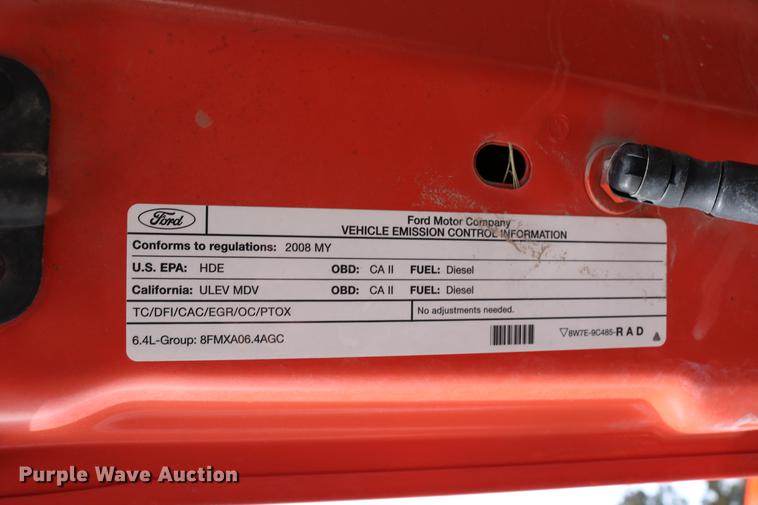 Ford
Ford Motor Company
VEHICLE EMISSION CONTROL INFORMATION
Conforms to regulations: 2008 MY
U.S. EPA: HDE OBD: CA II FUEL: Diesel
California: ULEV MDV OBD: CA II FUEL: Diesel
TC/DFI/CAC/EGR/OC/PTOX No adjustments needed.
6.4L-Group: 8FMXA06.4AGC 8W7E-9C485-RAD
Purple Wave Auction